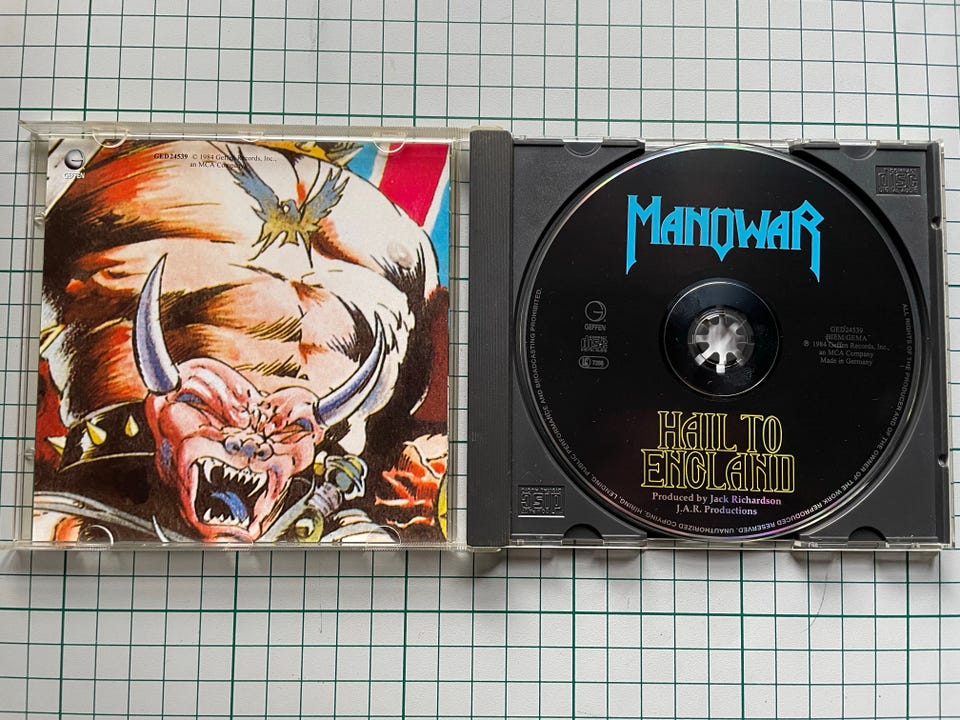 GEFFEN
GED 24539 © 1984 Geffen Records, Inc.,
an MCA Company
MANOWAR
GEFFEN
GED24539
BIEM/GEMA
℗ 1984 Geffen Records, Inc.,
an MCA Company
Made in Germany
HAIL TO
ENGLAND
Produced by Jack Richardson
J.A.R. Productions
ALL RIGHTS OF THE PRODUCER AND OF THE OWNER OF THE WORK REPRODUCED RESERVED. UNAUTHORIZED COPYING, HIRING, LENDING, PUBLIC PERFORMANCE AND BROADCASTING PROHIBITED.